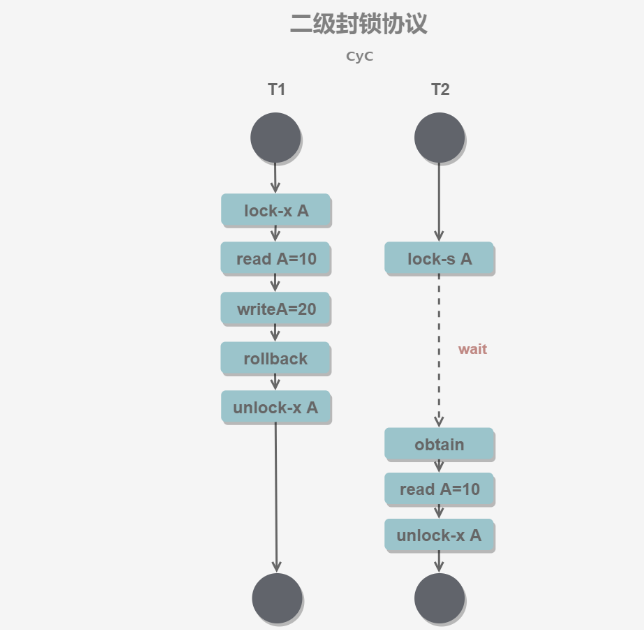 二级封锁协议
CyC
T1
T2
lock-x A
read A=10
lock-s A
writeA=20
wait
rollback
unlock-x A
obtain
read A=10
unlock-x A